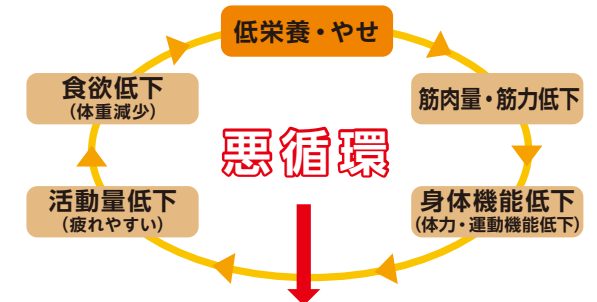 低栄養・やせ
食欲低下
(体重減少)
筋肉量・筋力低下
悪循環
活動量低下
(疲れやすい)
身体機能低下
(体力・運動機能低下)